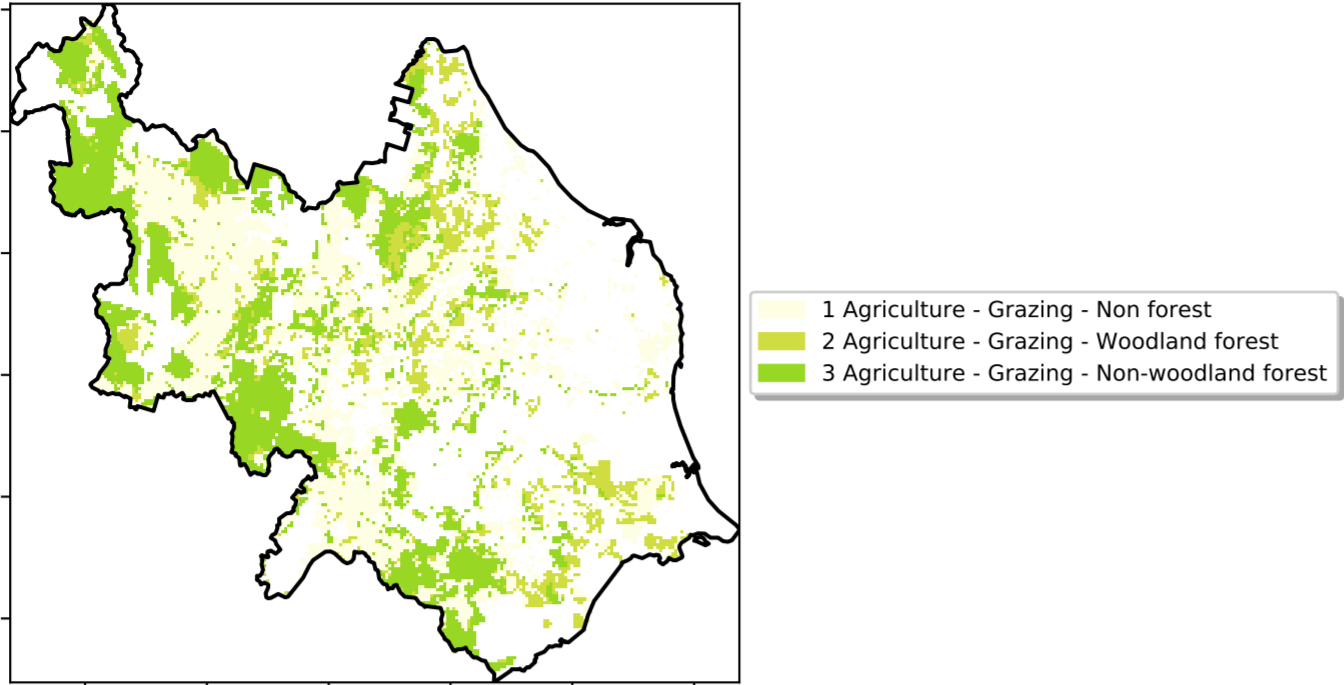 1 Agriculture - Grazing - Non forest
2 Agriculture - Grazing - Woodland forest
3 Agriculture - Grazing - Non-woodland forest